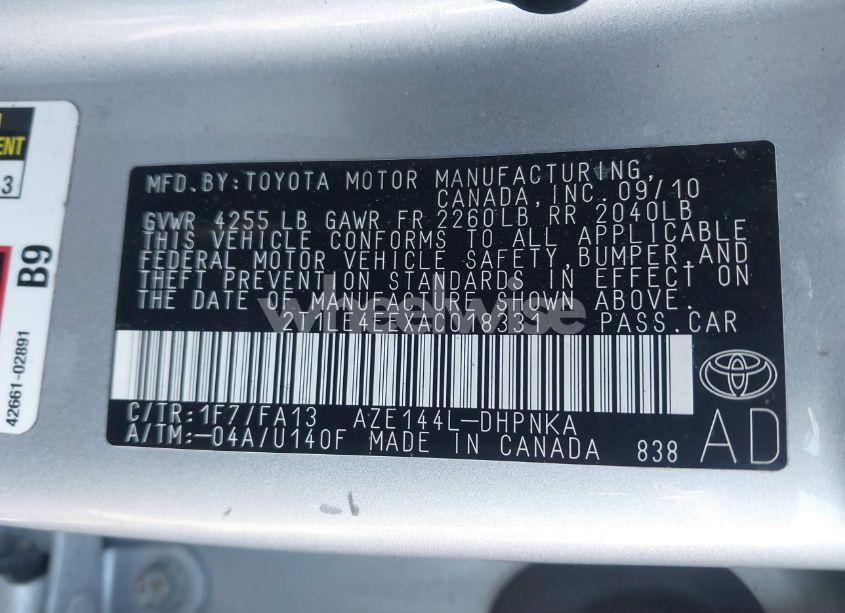 ENT
3
B9
42661-02891
MFD. BY: TOYOTA MOTOR MANUFACTURING,
CANADA, INC. 09/10
GVWR 4255 LB GAWR FR 2260LB RR 2040LB
THIS VEHICLE CONFORMS TO ALL APPLICABLE
FEDERAL MOTOR VEHICLE SAFETY, BUMPER, AND
THEFT PREVENTION STANDARDS IN EFFECT ON
THE DATE OF MANUFACTURE SHOWN ABOVE.
2T1LE4EEXAC018331 PASS.CAR
wheelwise
C/TR: 1F7/FA13 AZE144L-DHPNKA
A/TM: -04A/U140F MADE IN CANADA 838
AD